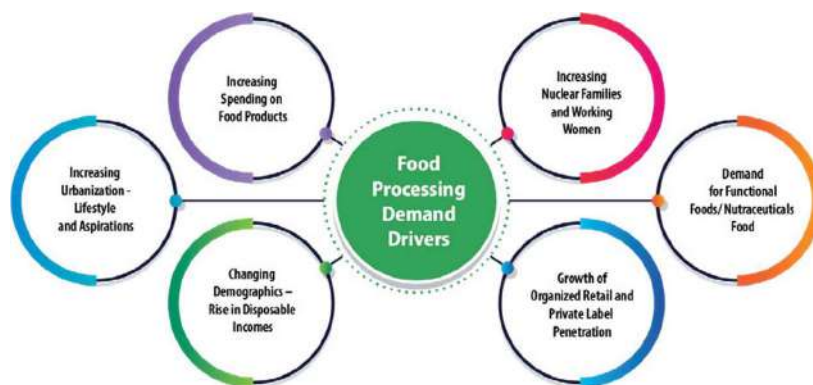 Increasing
Spending on
Food Products
Increasing
Nuclear Families
and Working
Women
Increasing
Urbanization -
Lifestyle
and Aspirations
Food
Processing
Demand
Drivers
Demand
for Functional
Foods/ Nutraceuticals
Food
Changing
Demographics –
Rise in Disposable
Incomes
Growth of
Organized Retail and
Private Label
Penetration